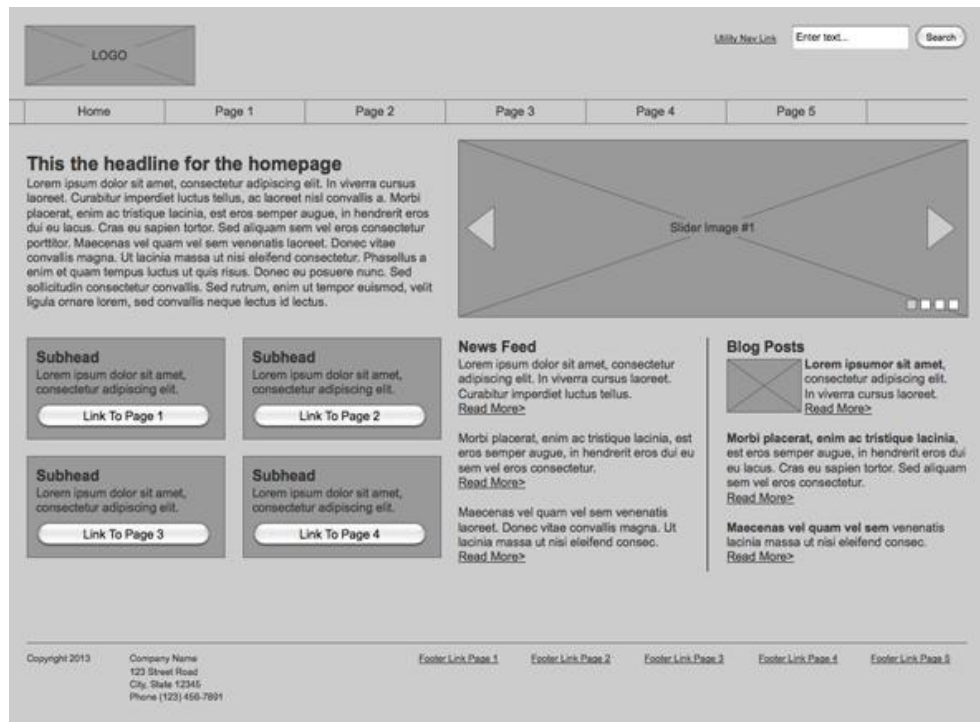 LOGO
Utility Nav Link
Enter text...
Search
Home
Page 1
Page 2
Page 3
Page 4
Page 5
This the headline for the homepage
Lorem ipsum dolor sit amet, consectetur adipiscing elit. In viverra cursus
laoreet. Curabitur imperdiet luctus tellus, ac laoreet nisl convallis a. Morbi
placerat, enim ac tristique lacinia, est eros semper augue, in hendrerit eros
dui eu lacus. Cras eu sapien tortor. Sed aliquam sem vel eros consectetur
porttitor. Maecenas vel quam vel sem venenatis laoreet. Donec vitae
convallis magna. Ut lacinia massa ut nisi eleifend consectetur. Phasellus a
enim et quam tempus luctus ut quis risus. Donec eu posuere nunc. Sed
sollicitudin consectetur convallis. Sed rutrum, enim ut tempor euismod, velit
ligula ornare lorem, sed convallis neque lectus id lectus.
Slider Image #1
Subhead
Lorem ipsum dolor sit amet,
consectetur adipiscing elit.
Link To Page 1
Subhead
Lorem ipsum dolor sit amet,
consectetur adipiscing elit.
Link To Page 2
Subhead
Lorem ipsum dolor sit amet,
consectetur adipiscing elit.
Link To Page 3
Subhead
Lorem ipsum dolor sit amet,
consectetur adipiscing elit.
Link To Page 4
News Feed
Lorem ipsum dolor sit amet, consectetur
adipiscing elit. In viverra cursus laoreet.
Curabitur imperdiet luctus tellus.
Read More>
Morbi placerat, enim ac tristique lacinia, est
eros semper augue, in hendrerit eros dui eu
sem vel eros consectetur.
Read More>
Maecenas vel quam vel sem venenatis
laoreet. Donec vitae convallis magna. Ut
lacinia massa ut nisi eleifend consec.
Read More>
Blog Posts
Lorem ipsumor sit amet,
consectetur adipiscing elit.
In viverra cursus laoreet.
Read More>
Morbi placerat, enim ac tristique lacinia,
est eros semper augue, in hendrerit eros dui
eu lacus. Cras eu sapien tortor. Sed aliquam
sem vel eros consectetur.
Read More>
Maecenas vel quam vel sem venenatis
lacinia massa ut nisi eleifend consec.
Read More>
Copyright 2013
Company Name
123 Street Road
City, State 12345
Phone (123) 456-7891
Footer Link Page 1
Footer Link Page 2
Footer Link Page 3
Footer Link Page 4
Footer Link Page 5